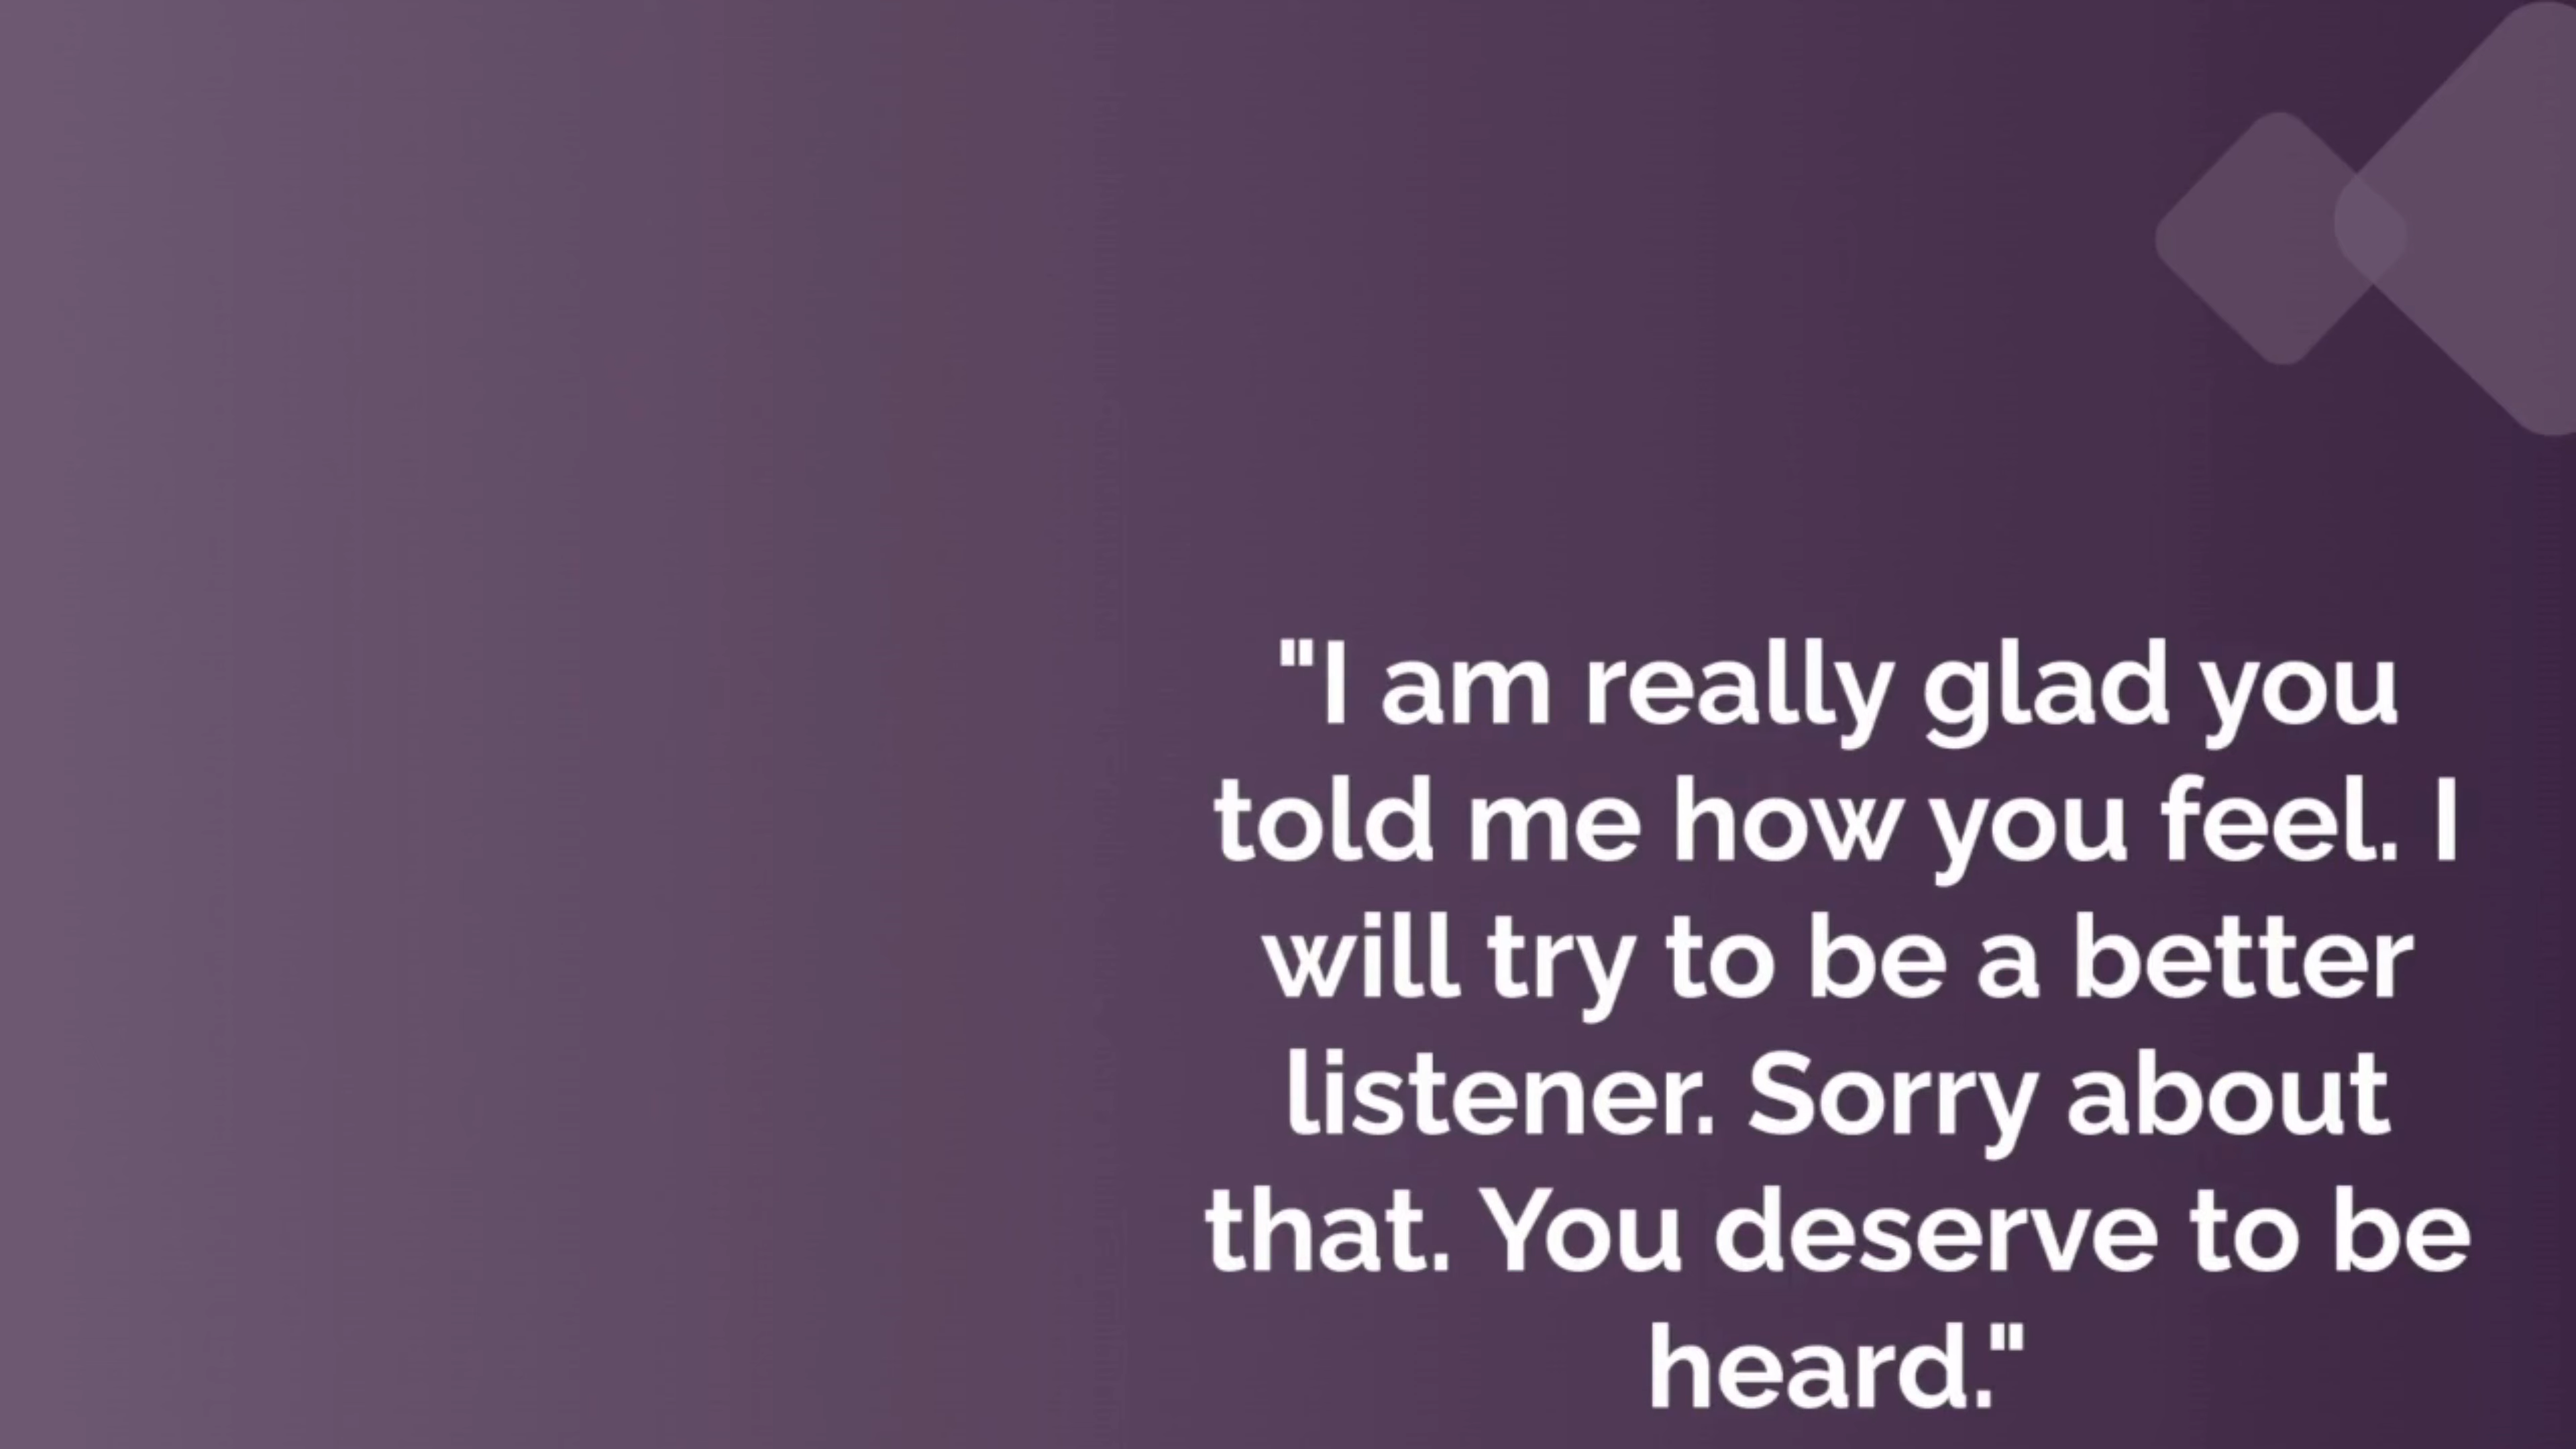 "I am really glad you
told me how you feel. I
will try to be a better
listener. Sorry about
that. You deserve to be
heard."